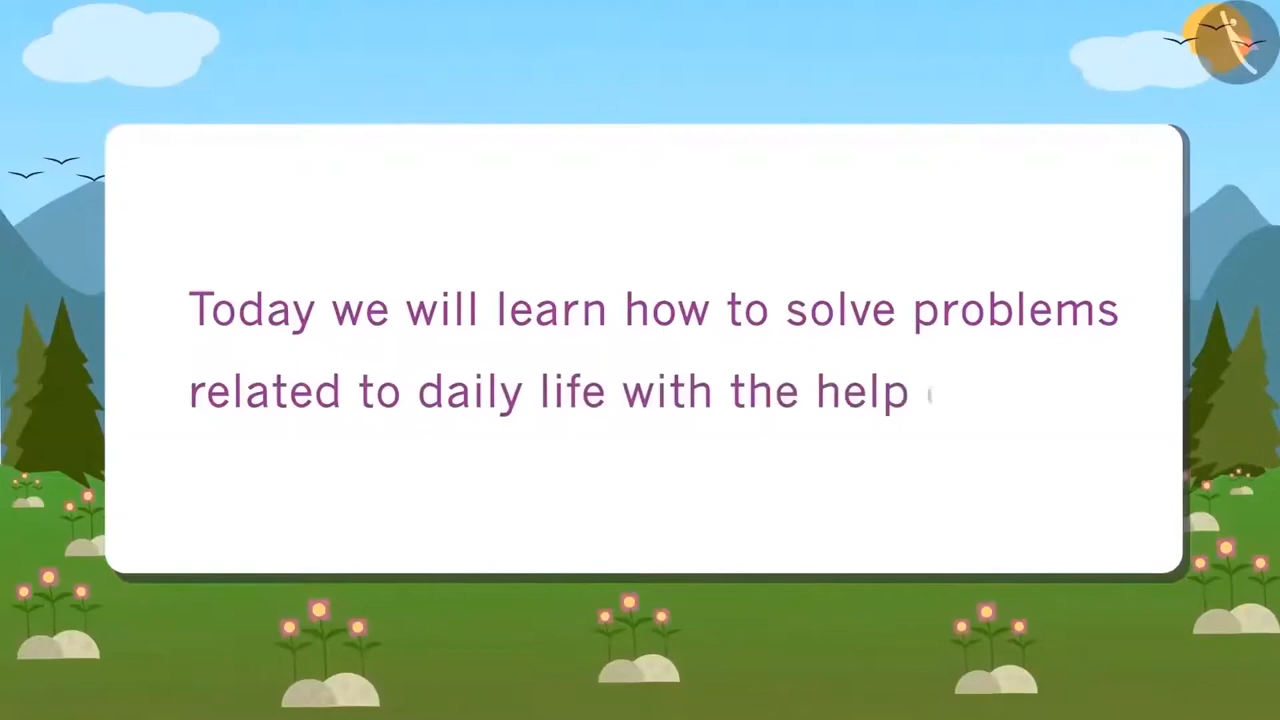 Today we will learn how to solve problems
related to daily life with the help